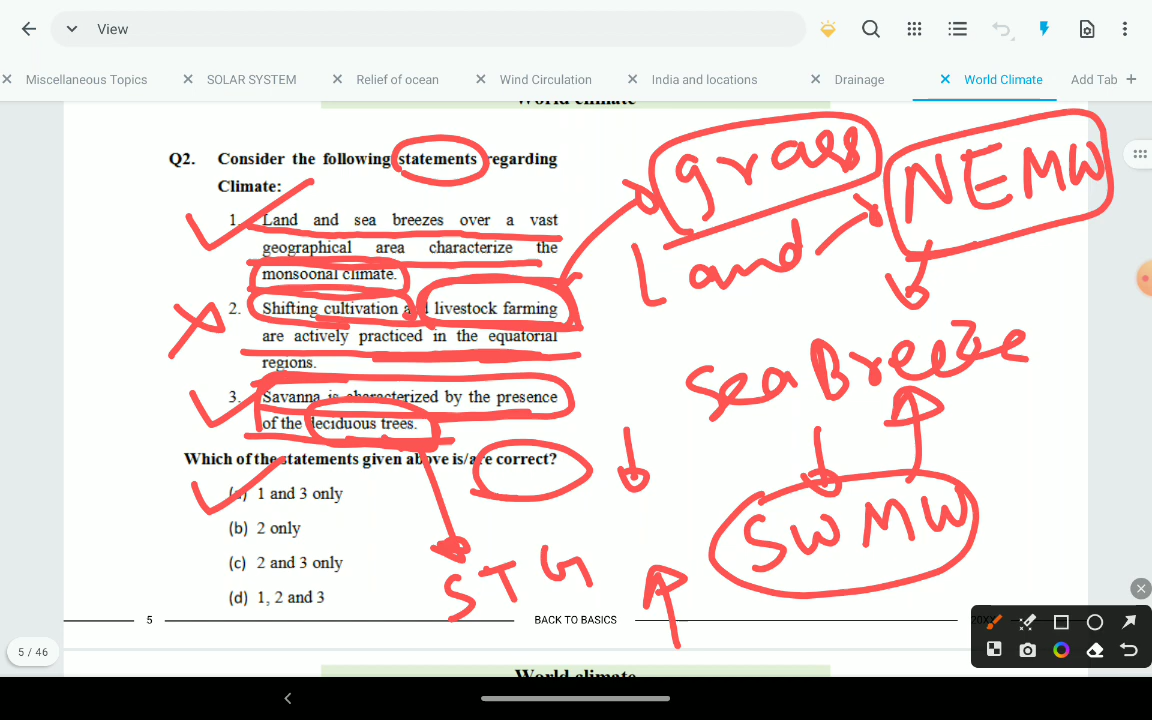 View
Miscellaneous Topics
SOLAR SYSTEM
Relief of ocean
Wind Circulation
India and locations
Drainage
World Climate
Add Tab +
World climate
Q2. Consider the following statements regarding
Climate:
1. Land and sea breezes over a vast
geographical area characterize the
monsoonal climate.
2. Shifting cultivation and livestock farming
are actively practiced in the equatorial
regions.
3. Savanna is characterized by the presence
of the deciduous trees.
Which of the statements given above is/are correct?
(a) 1 and 3 only
(b) 2 only
(c) 2 and 3 only
(d) 1, 2 and 3
grass
Land
NEMW
Sea Breeze
SWMW
STG
5
BACK TO BASICS
5 / 46
World climate